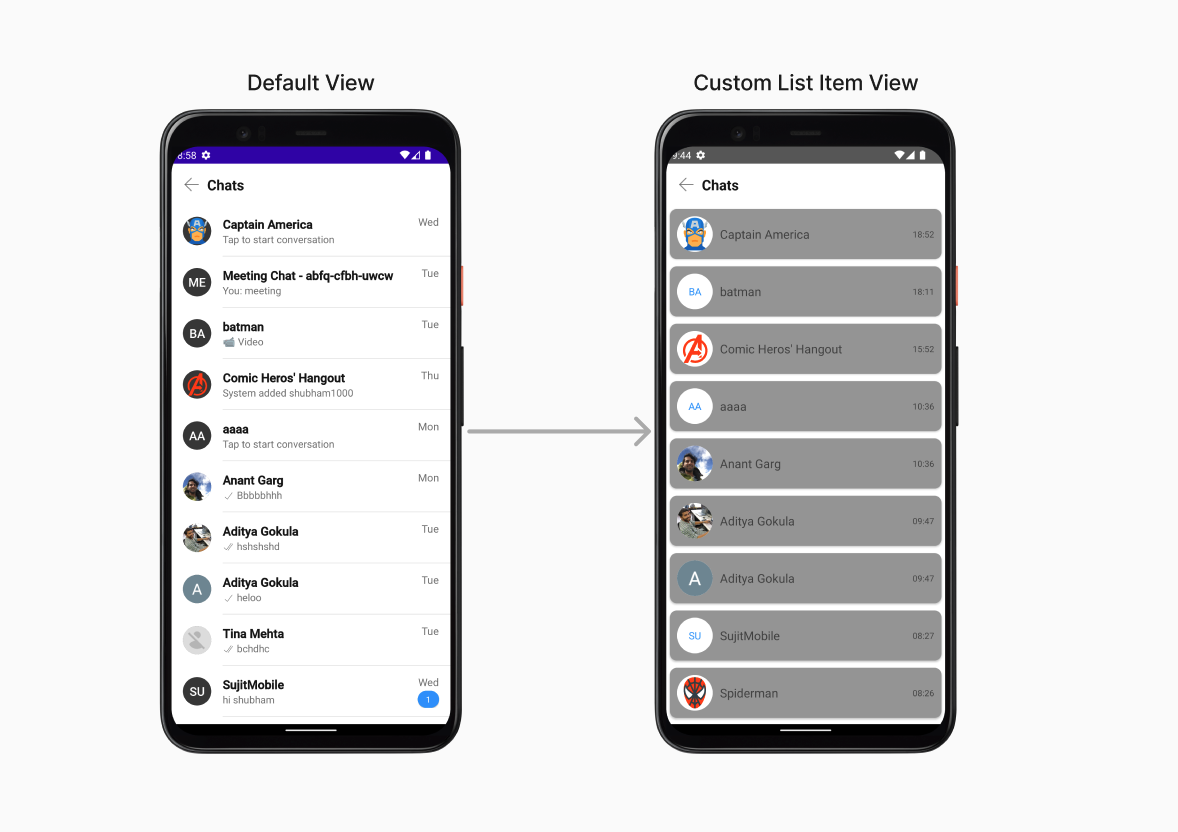 Default View
8:58
Chats
Captain America
Wed
Tap to start conversation
ME
Meeting Chat - abfq-cfbh-uwcw
Tue
You: meeting
BA
batman
Tue
Video
Comic Heros' Hangout
Thu
System added shubham1000
AA
aaaa
Mon
Tap to start conversation
Anant Garg
Mon
Bbbbbhhh
Aditya Gokula
Tue
hshshshd
A
Aditya Gokula
Tue
heloo
Tina Mehta
Tue
bchdhc
SU
SujitMobile
Wed
hi shubham
1
Custom List Item View
9:44
Chats
Captain America
18:52
BA
batman
18:11
Comic Heros' Hangout
15:52
AA
aaaa
10:36
Anant Garg
10:36
Aditya Gokula
09:47
A
Aditya Gokula
09:47
SU
SujitMobile
08:27
Spiderman
08:26